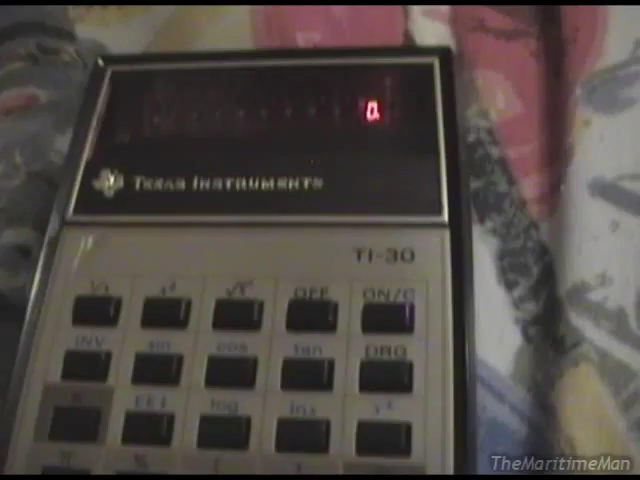 0.
TEXAS INSTRUMENTS
TI-30
1/x x² √x OFF ON/C
INV sin cos tan DRG
K EE↓ log lnx yˣ
π % ( )
TheMaritimeMan